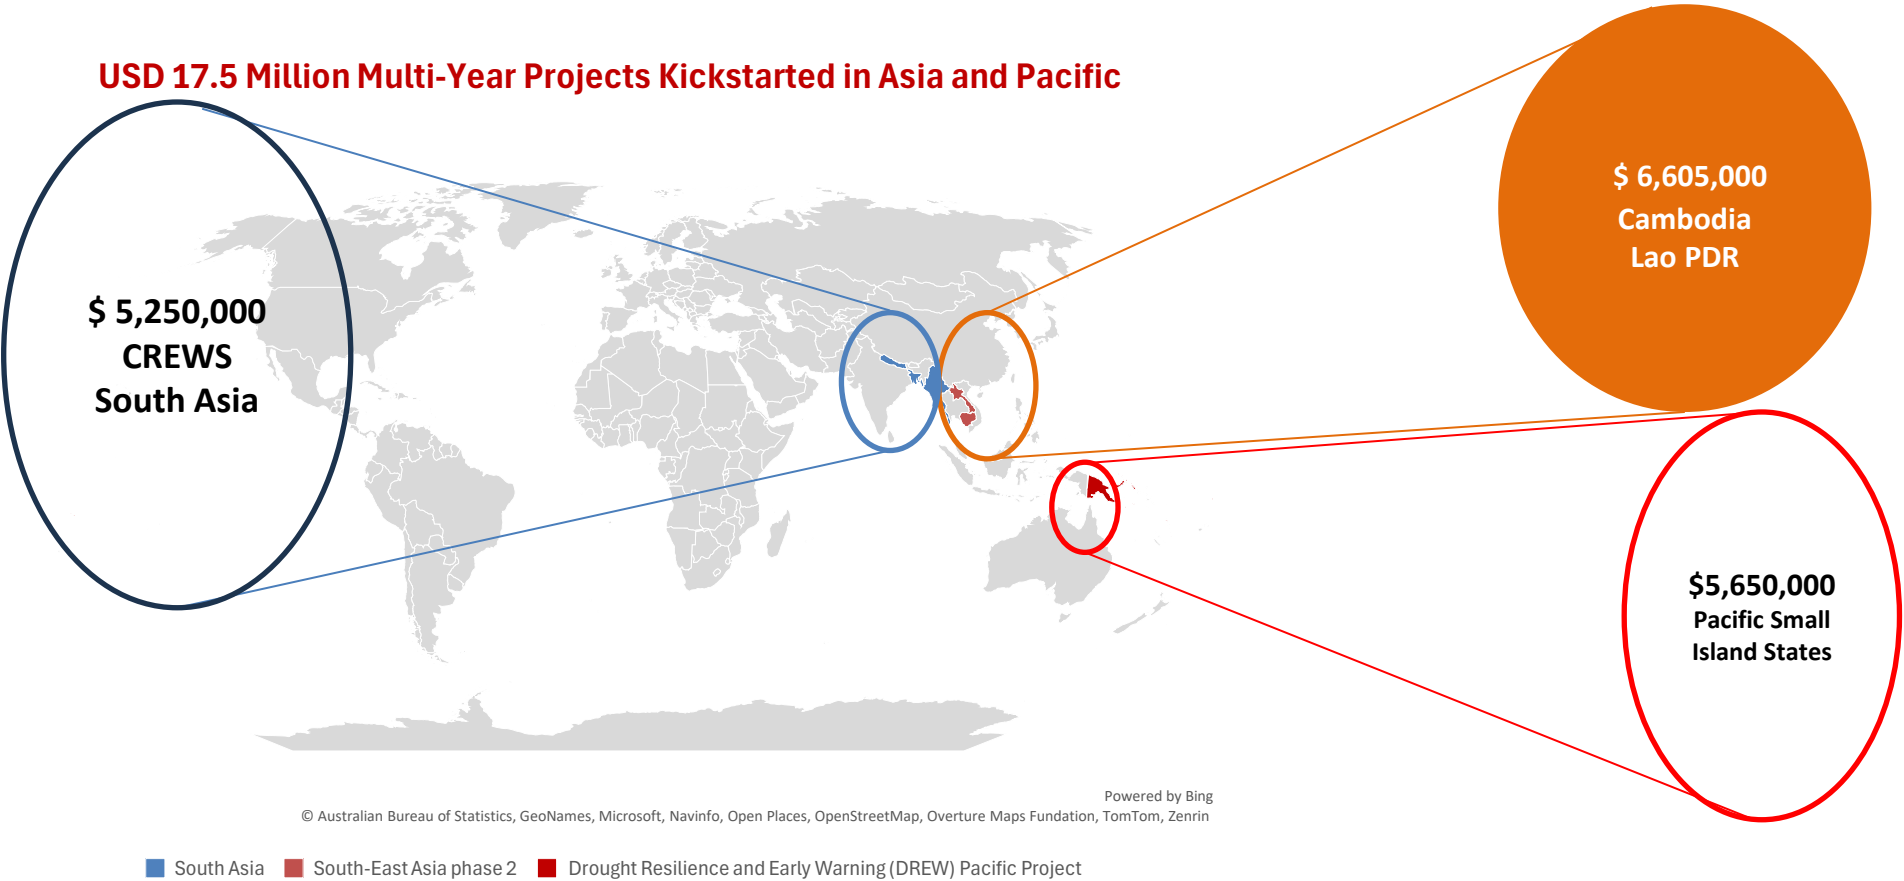 USD 17.5 Million Multi-Year Projects Kickstarted in Asia and Pacific
$ 5,250,000
CREWS
South Asia
$ 6,605,000
Cambodia
Lao PDR
$5,650,000
Pacific Small
Island States
Powered by Bing
© Australian Bureau of Statistics, GeoNames, Microsoft, Navinfo, Open Places, OpenStreetMap, Overture Maps Fundation, TomTom, Zenrin
South Asia
South-East Asia phase 2
Drought Resilience and Early Warning (DREW) Pacific Project